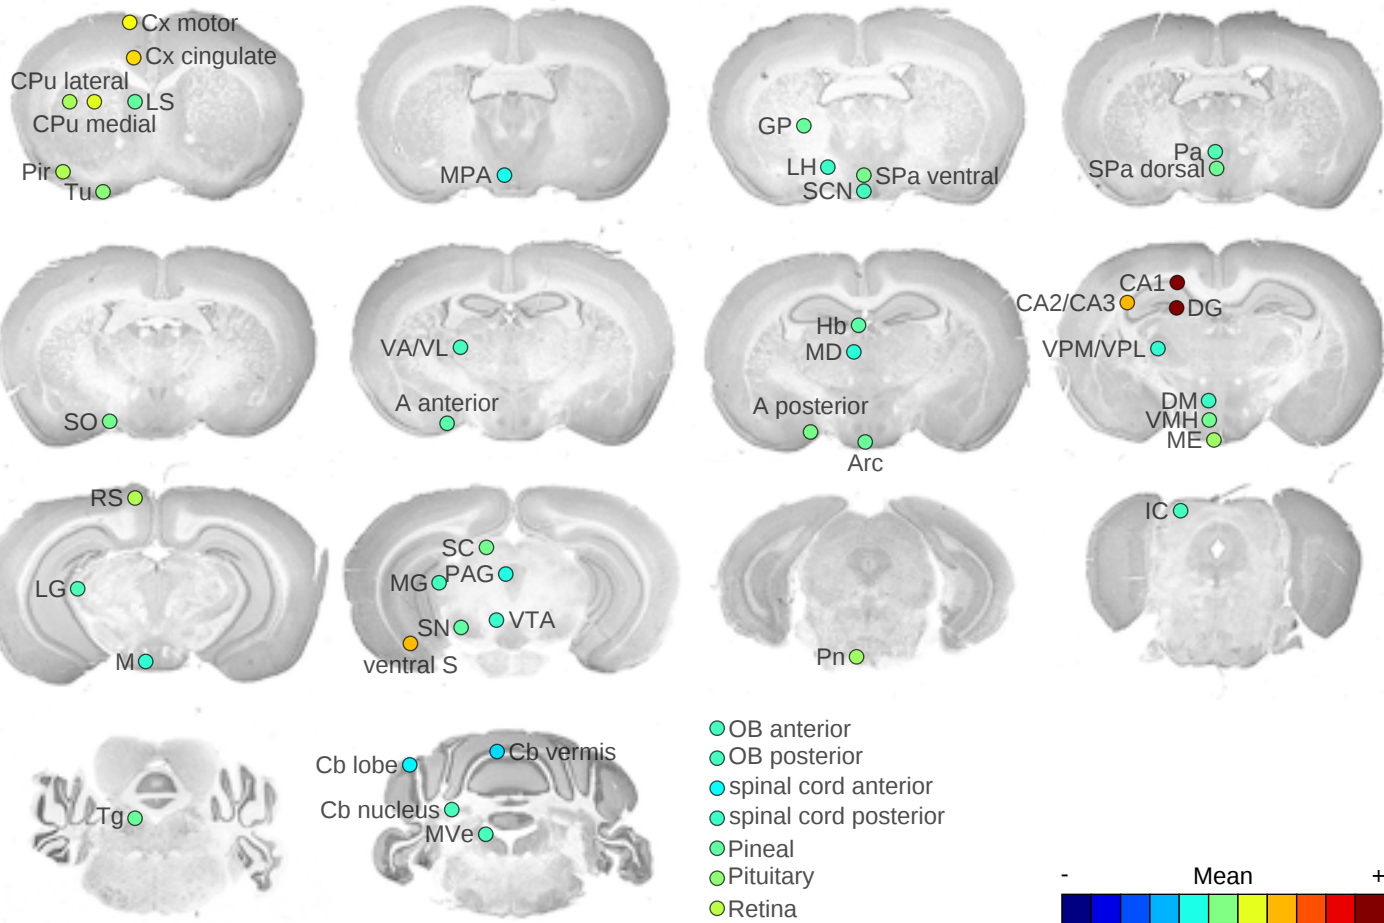 Cx motor
Cx cingulate
CPu lateral
LS
CPu medial
Pir
Tu
MPA
GP
LH
SPa ventral
SCN
Pa
SPa dorsal
SO
VA/VL
A anterior
Hb
MD
A posterior
Arc
CA1
CA2/CA3
DG
VPM/VPL
DM
VMH
ME
RS
LG
M
SC
MG
PAG
SN
VTA
ventral S
Pn
IC
Tg
Cb lobe
Cb vermis
Cb nucleus
MVe
OB anterior
OB posterior
spinal cord anterior
spinal cord posterior
Pineal
Pituitary
Retina
- Mean +